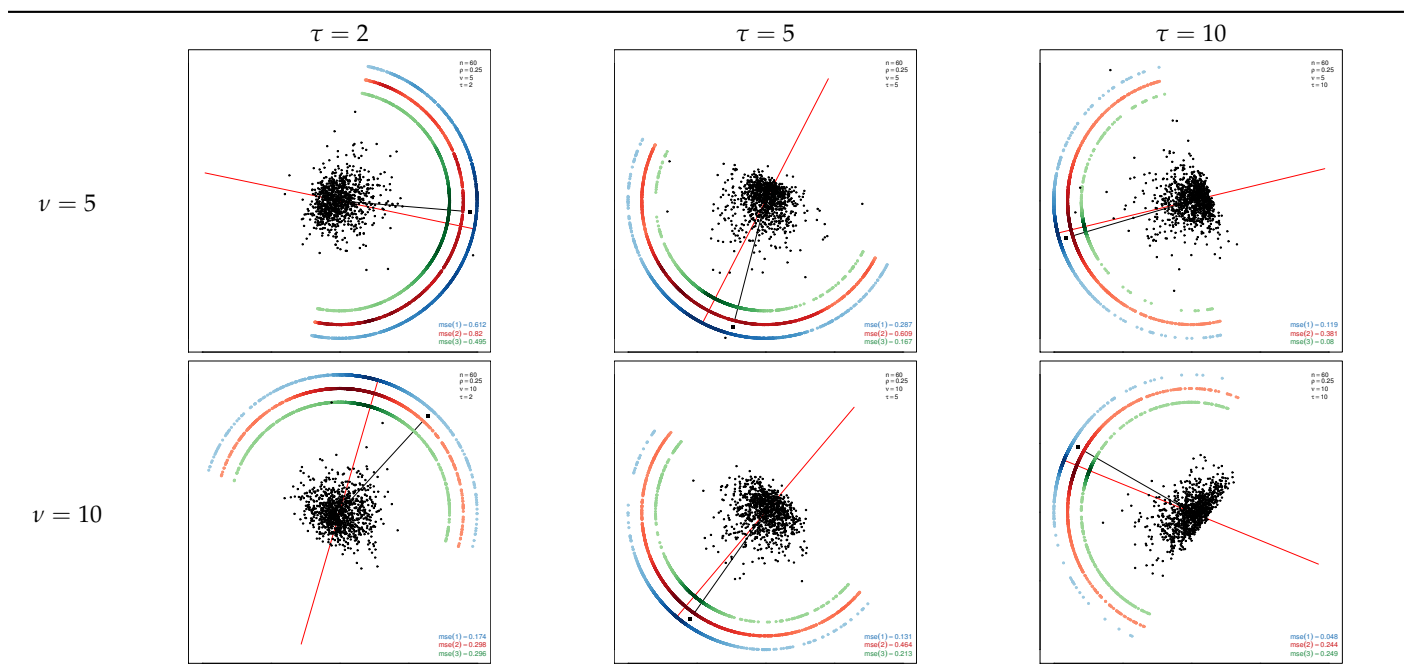 τ = 2
τ = 5
τ = 10
ν = 5
n = 60
ρ = 0.25
ν = 5
τ = 2
mse(1) = 0.612
mse(2) = 0.82
mse(3) = 0.495
n = 60
ρ = 0.25
ν = 5
τ = 5
mse(1) = 0.287
mse(2) = 0.609
mse(3) = 0.167
n = 60
ρ = 0.25
ν = 5
τ = 10
mse(1) = 0.119
mse(2) = 0.381
mse(3) = 0.08
ν = 10
n = 60
ρ = 0.25
ν = 10
τ = 2
mse(1) = 0.174
mse(2) = 0.298
mse(3) = 0.296
n = 60
ρ = 0.25
ν = 10
τ = 5
mse(1) = 0.131
mse(2) = 0.464
mse(3) = 0.213
n = 60
ρ = 0.25
ν = 10
τ = 10
mse(1) = 0.048
mse(2) = 0.244
mse(3) = 0.249